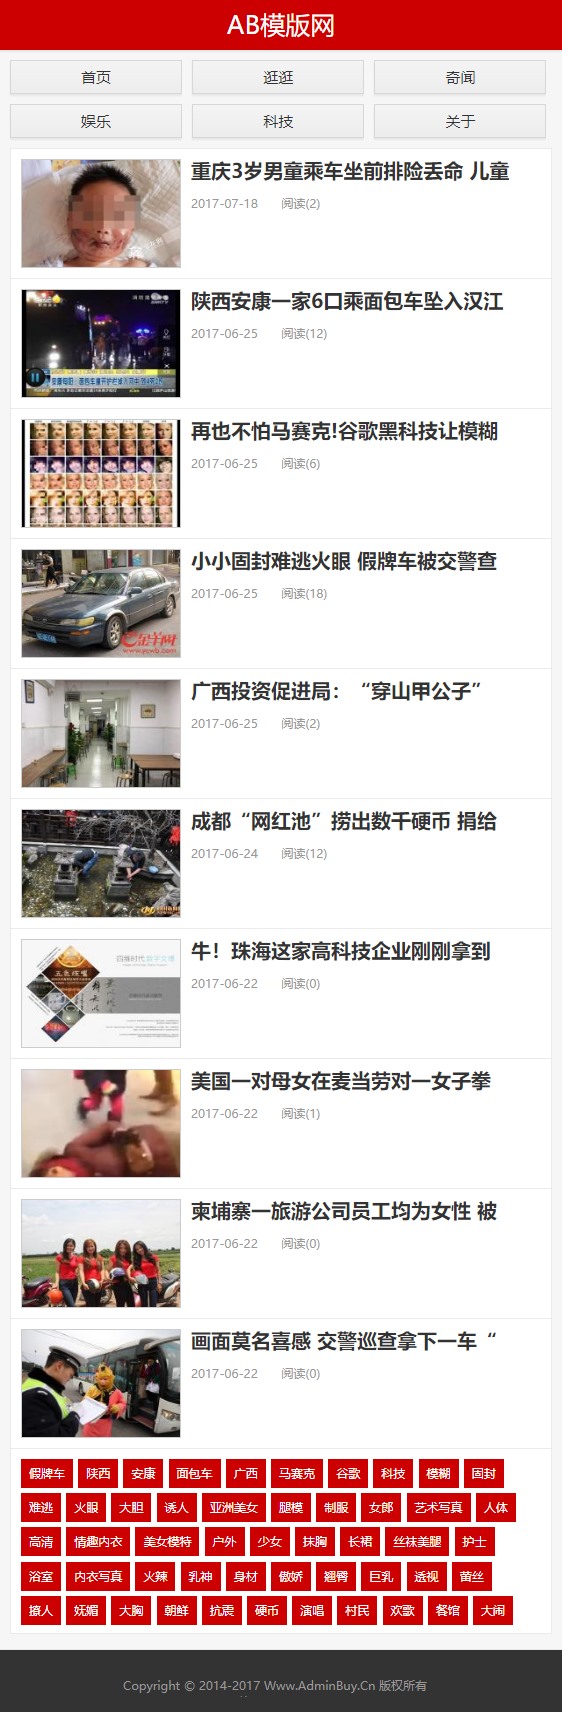 AB模版网
首页 逛逛 奇闻
娱乐 科技 关于
重庆3岁男童乘车坐前排险丢命 儿童
2017-07-18 阅读(2)
陕西安康一家6口乘面包车坠入汉江
2017-06-25 阅读(12)
再也不怕马赛克!谷歌黑科技让模糊
2017-06-25 阅读(6)
小小固封难逃火眼 假牌车被交警查
2017-06-25 阅读(18)
金羊网
www.ycwb.com
广西投资促进局：“穿山甲公子”
2017-06-25 阅读(2)
成都“网红池”捞出数千硬币 捐给
2017-06-24 阅读(12)
牛！珠海这家高科技企业刚刚拿到
2017-06-22 阅读(0)
美国一对母女在麦当劳对一女子拳
2017-06-22 阅读(1)
柬埔寨一旅游公司员工均为女性 被
2017-06-22 阅读(0)
画面莫名喜感 交警巡查拿下一车“
2017-06-22 阅读(0)
假牌车 陕西 安康 面包车 广西 马赛克 谷歌 科技 模糊 固封
难逃 火眼 大胆 诱人 亚洲美女 腿模 制服 女郎 艺术写真 人体
高清 情趣内衣 美女模特 户外 少女 抹胸 长裙 丝袜美腿 护士
浴室 内衣写真 火辣 乳神 身材 傲娇 翘臀 巨乳 透视 蕾丝
撩人 妩媚 大胸 朝鲜 抗震 硬币 演唱 村民 欢歌 餐馆 大闹
Copyright © 2014-2017 Www.AdminBuy.Cn 版权所有